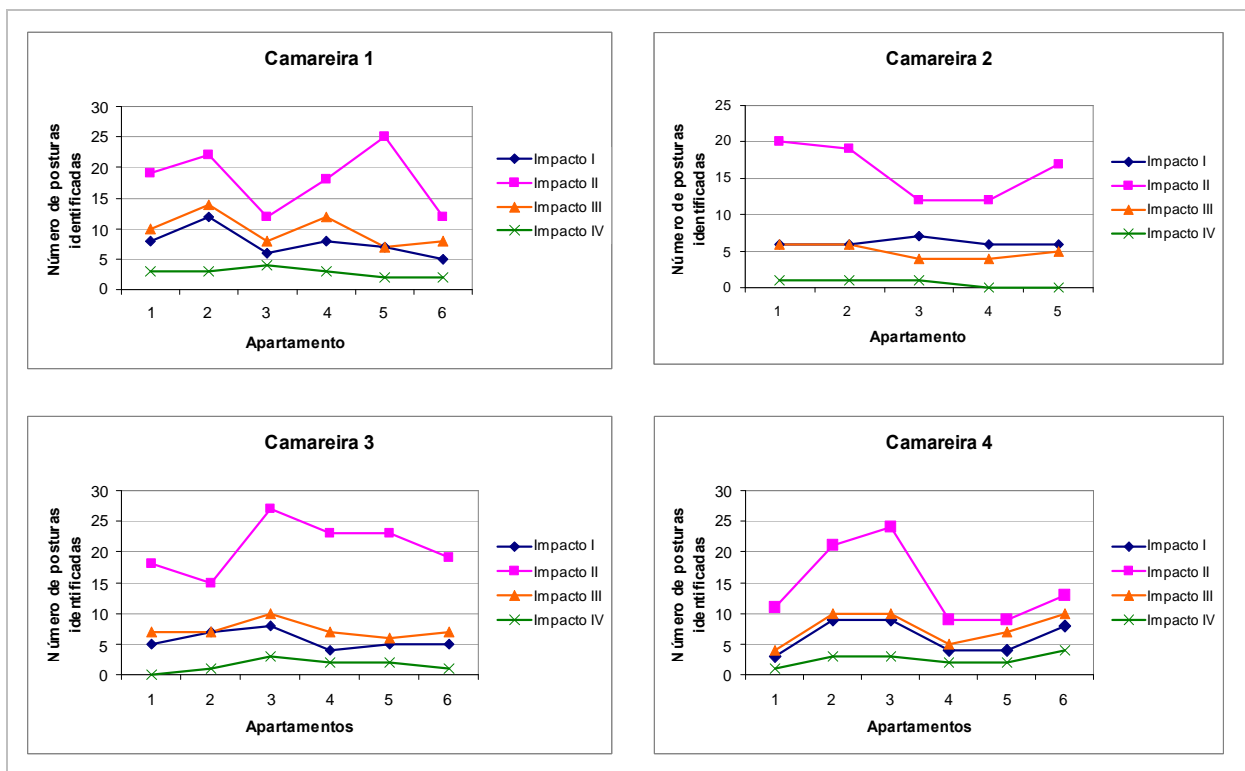 Camareira 1
Número de posturas
identificadas
30
25
20
15
10
5
0
1 2 3 4 5 6
Apartamento
Impacto I
Impacto II
Impacto III
Impacto IV
Camareira 2
Número de posturas
identificadas
25
20
15
10
5
0
1 2 3 4 5
Apartamento
Impacto I
Impacto II
Impacto III
Impacto IV
Camareira 3
Número de posturas
identificadas
30
25
20
15
10
5
0
1 2 3 4 5 6
Apartamentos
Impacto I
Impacto II
Impacto III
Impacto IV
Camareira 4
Número de posturas
identificadas
30
25
20
15
10
5
0
1 2 3 4 5 6
Apartamentos
Impacto I
Impacto II
Impacto III
Impacto IV